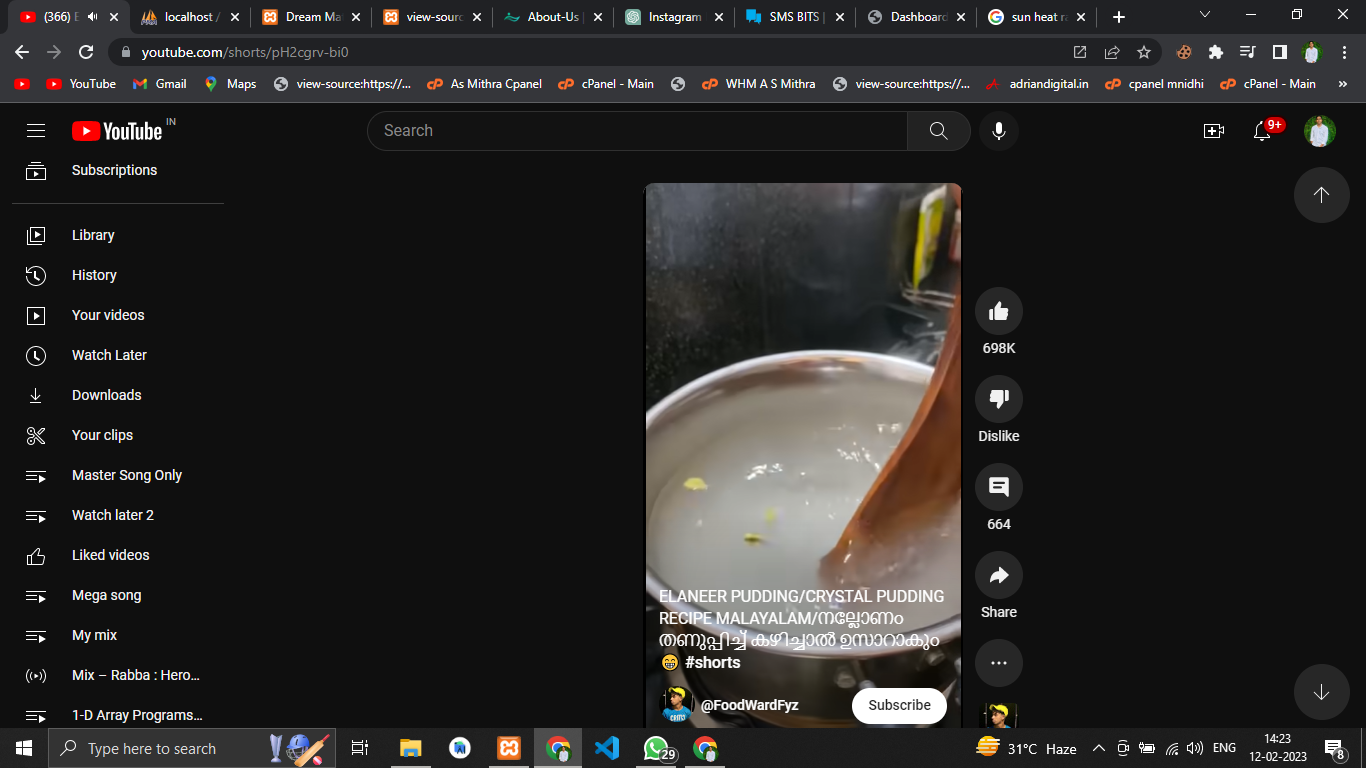 (366) E
localhost /
Dream Ma
view-sourc
About-Us |
Instagram
SMS BITS |
Dashboard
sun heat ra
youtube.com/shorts/pH2cgrv-bi0
YouTube
Gmail
Maps
view-source:https://...
As Mithra Cpanel
cPanel - Main
WHM A S Mithra
view-source:https://...
adriandigital.in
cpanel mnidhi
cPanel - Main
»
YouTube IN
Search
9+
Subscriptions
Library
History
Your videos
Watch Later
Downloads
Your clips
Master Song Only
Watch later 2
Liked videos
Mega song
My mix
Mix – Rabba : Hero...
1-D Array Programs...
698K
Dislike
664
Share
ELANEER PUDDING/CRYSTAL PUDDING
RECIPE MALAYALAM/നല്ലോണം
തണുപ്പിച്ച് കഴിച്ചാൽ ഉസാറാകും
😁 #shorts
@FoodWardFyz
Subscribe
Type here to search
29
31°C Haze
ENG
14:23
12-02-2023
8